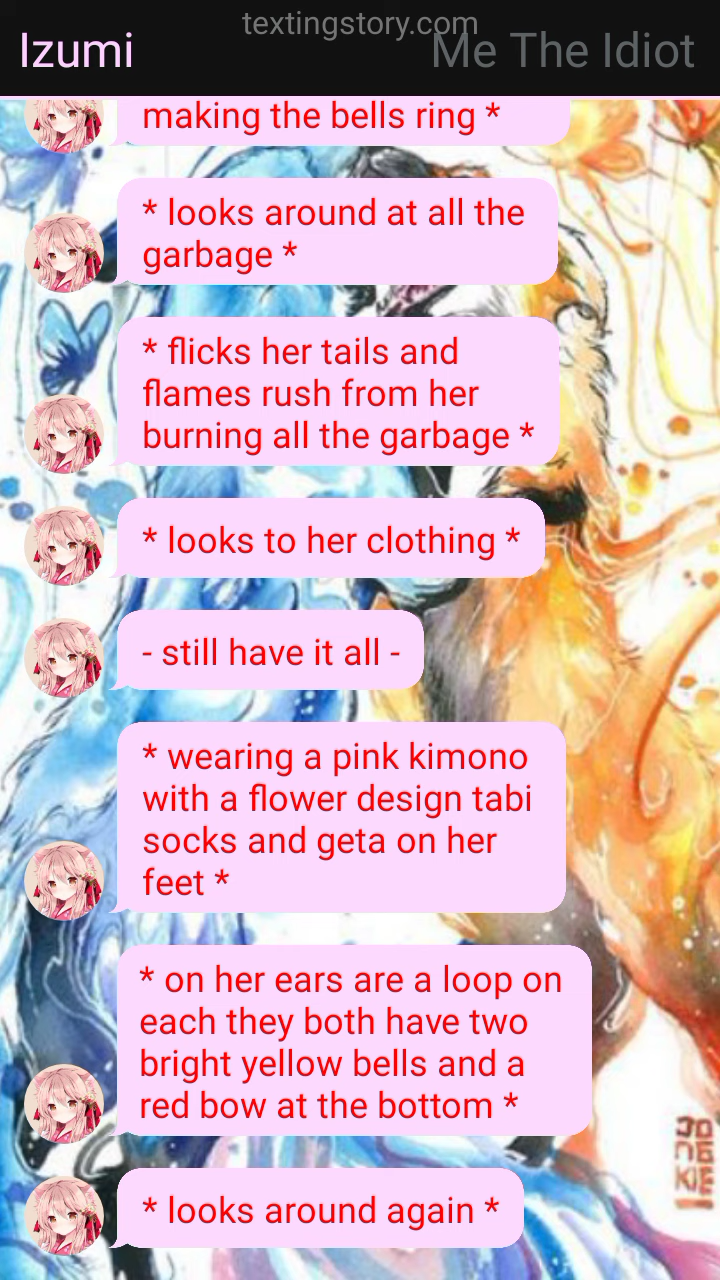 textingstory.com
Izumi
Me The Idiot
making the bells ring *
* looks around at all the
garbage *
* flicks her tails and
flames rush from her
burning all the garbage *
* looks to her clothing *
- still have it all -
* wearing a pink kimono
with a flower design tabi
socks and geta on her
feet *
* on her ears are a loop on
each they both have two
bright yellow bells and a
red bow at the bottom *
* looks around again *